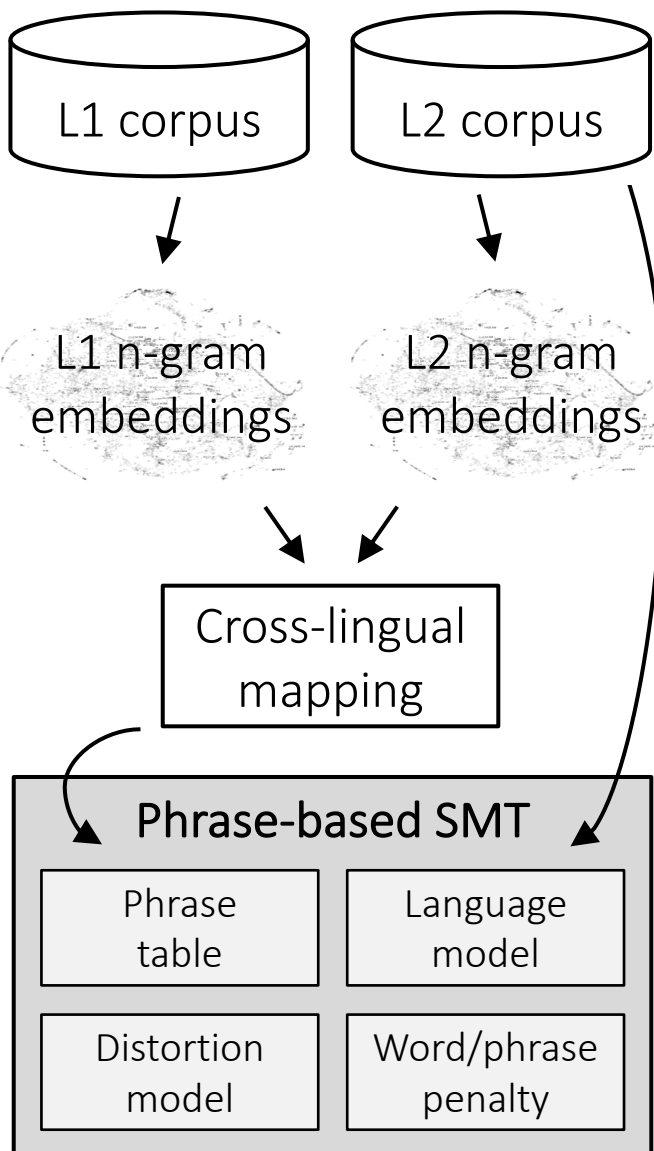 L1 corpus
L2 corpus
L1 n-gram
embeddings
L2 n-gram
embeddings
Cross-lingual
mapping
Phrase-based SMT
Phrase
table
Language
model
Distortion
model
Word/phrase
penalty